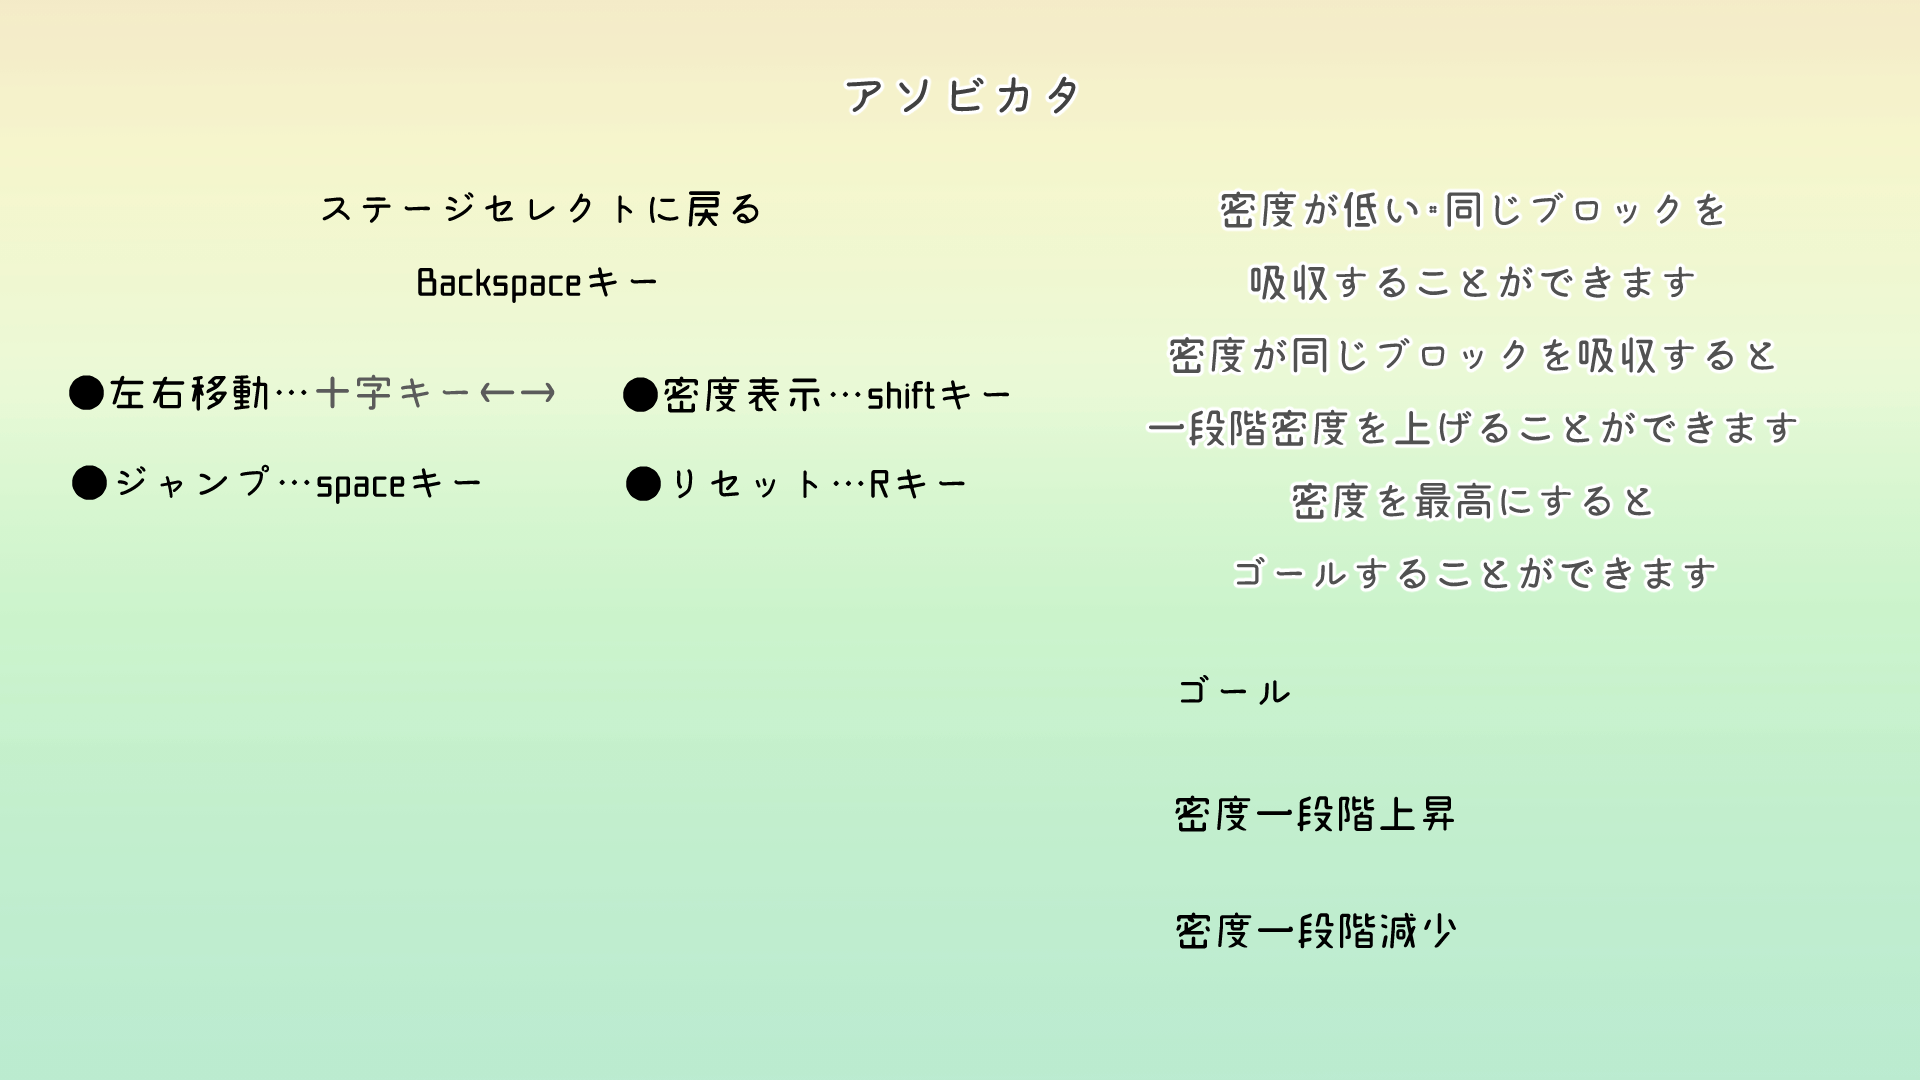 アソビカタ
ステージセレクトに戻る
Backspaceキー
●左右移動…十字キー←→
●密度表示…shiftキー
●ジャンプ…spaceキー
●リセット…Rキー
密度が低い・同じブロックを
吸収することができます
密度が同じブロックを吸収すると
一段階密度を上げることができます
密度を最高にすると
ゴールすることができます
ゴール
密度一段階上昇
密度一段階減少